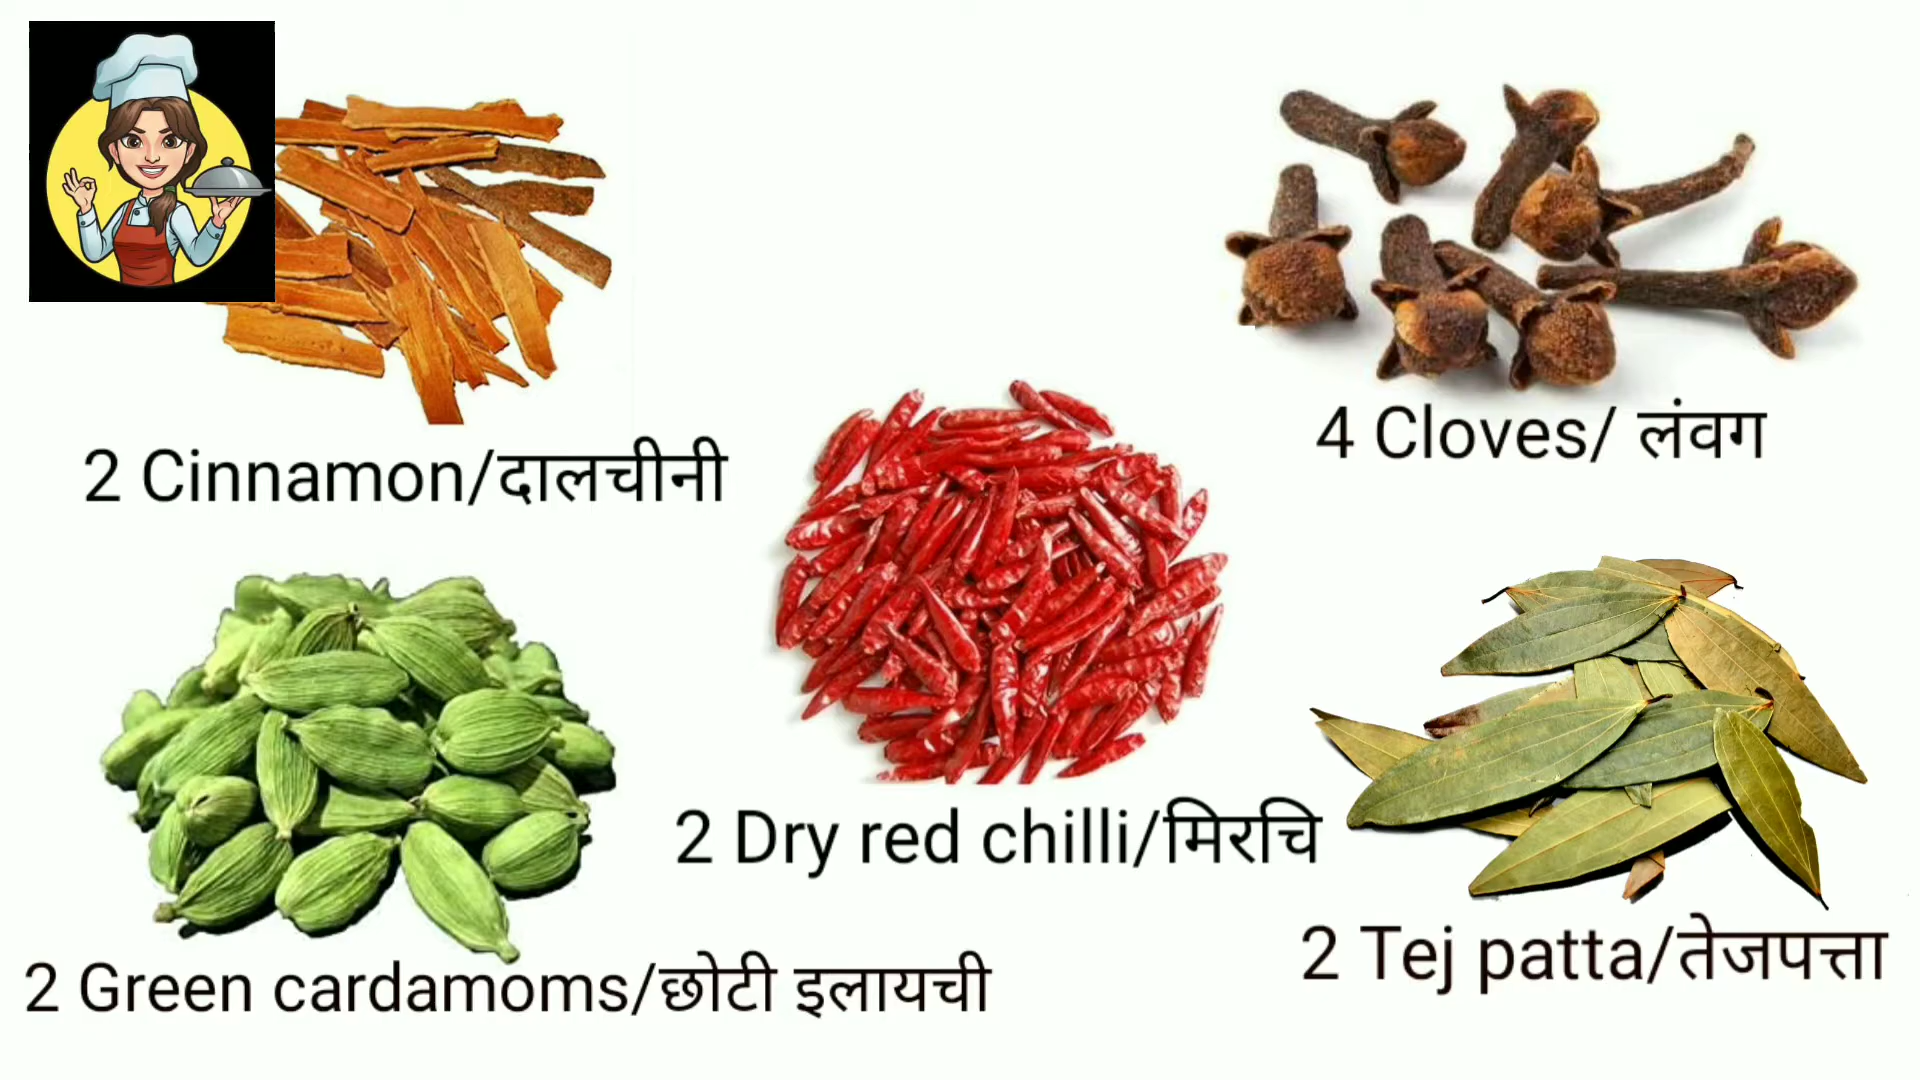 2 Cinnamon/दालचीनी
4 Cloves/ लंवग
2 Dry red chilli/मिरचि
2 Green cardamoms/छोटी इलायची
2 Tej patta/तेजपत्ता